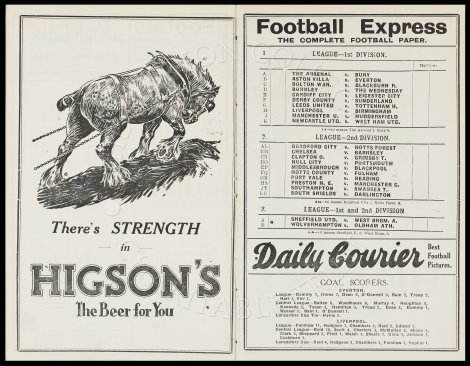 There's STRENGTH
in
HIGSON'S
The Beer for You
Football Express
THE COMPLETE FOOTBALL PAPER.
1 LEAGUE—1st DIVISION.
A THE ARSENAL v. BURY
B ASTON VILLA v. EVERTON
C BOLTON WAN. v. BLACKBURN R.
D BURNLEY v. THE WEDNESDAY
E CARDIFF CITY v. LEICESTER CITY
F DERBY COUNTY v. SUNDERLAND
G LEEDS UNITED v. TOTTENHAM H.
H LIVERPOOL v. BIRMINGHAM
J MANCHESTER U. v. HUDDERSFIELD
K NEWCASTLE UTD. v. WEST HAM UTD.
2 LEAGUE—2nd DIVISION.
BRADFORD CITY v. NOTTS FOREST
CHELSEA v. BARNSLEY
CLAPTON O. v. GRIMSBY T.
HULL CITY v. PORTSMOUTH
MIDDLESBROUGH v. BLACKPOOL
NOTTS COUNTY v. FULHAM
PORT VALE v. READING
PRESTON N. E. v. MANCHESTER C.
SOUTHAMPTON v. SWANSEA T.
SOUTH SHIELDS v. DARLINGTON
3 LEAGUE—1st and 2nd DIVISION
A SHEFFIELD UTD. v. WEST BROM. A.
B WOLVERHAMPTON v. OLDHAM ATH.
Daily Courier Best Football Pictures.
GOAL SCORERS.
EVERTON.
LIVERPOOL.